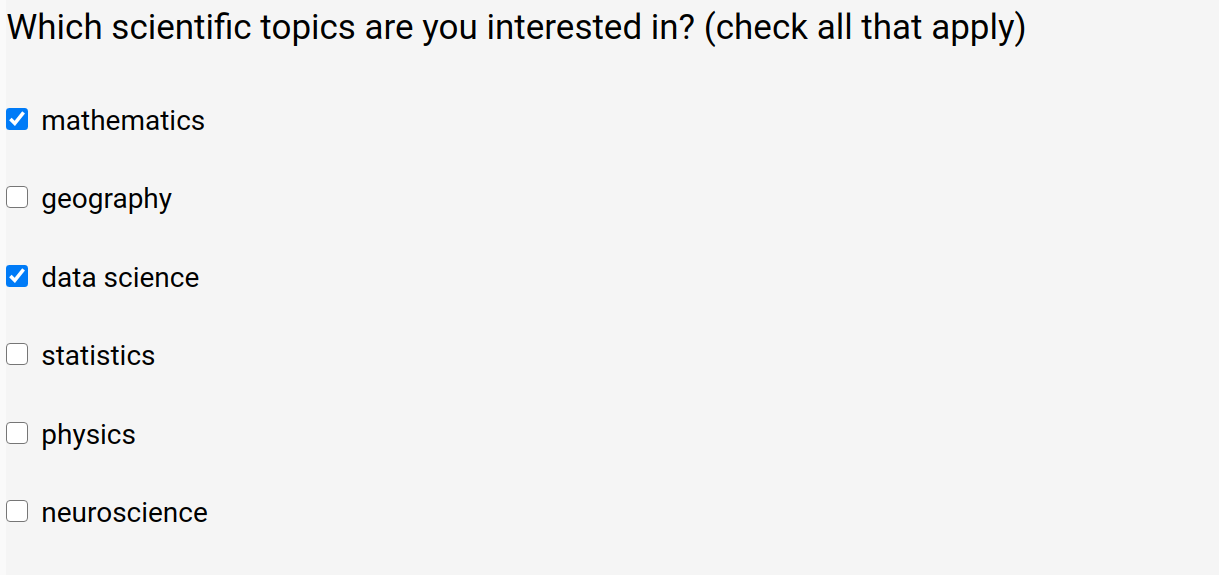 Which scientific topics are you interested in? (check all that apply)
mathematics
geography
data science
statistics
physics
neuroscience